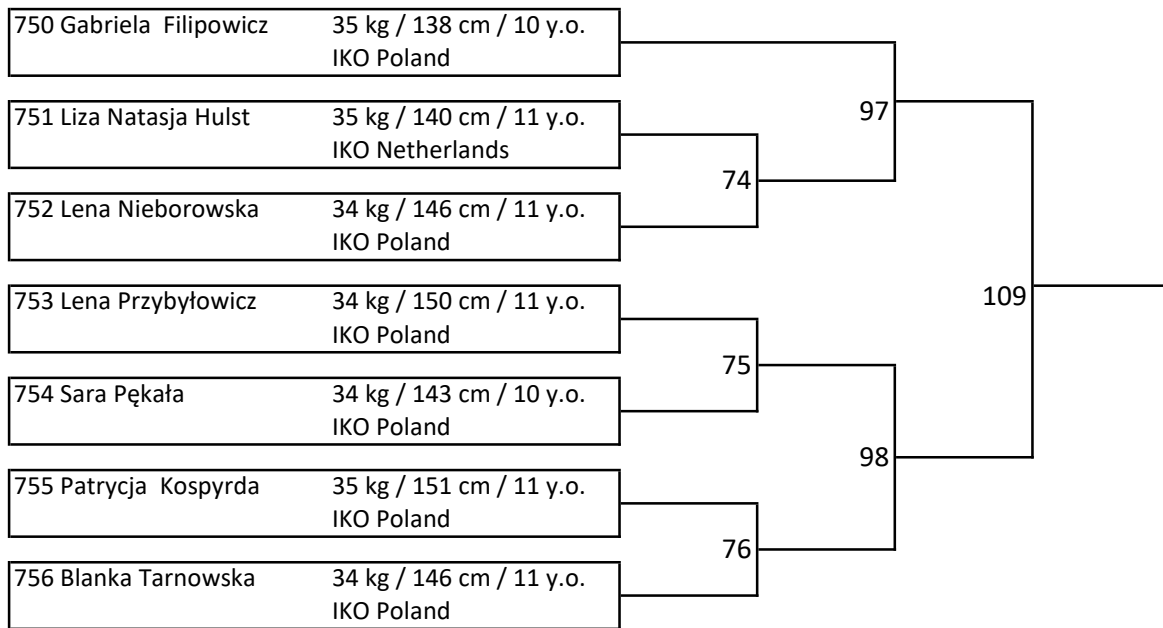 750 Gabriela  Filipowicz 35 kg / 138 cm / 10 y.o.
IKO Poland
97
751 Liza Natasja Hulst 35 kg / 140 cm / 11 y.o.
IKO Netherlands
74
752 Lena Nieborowska 34 kg / 146 cm / 11 y.o.
IKO Poland
109
753 Lena Przybyłowicz 34 kg / 150 cm / 11 y.o.
IKO Poland
75
754 Sara Pękała 34 kg / 143 cm / 10 y.o.
IKO Poland
98
755 Patrycja  Kospyrda 35 kg / 151 cm / 11 y.o.
IKO Poland
76
756 Blanka Tarnowska 34 kg / 146 cm / 11 y.o.
IKO Poland